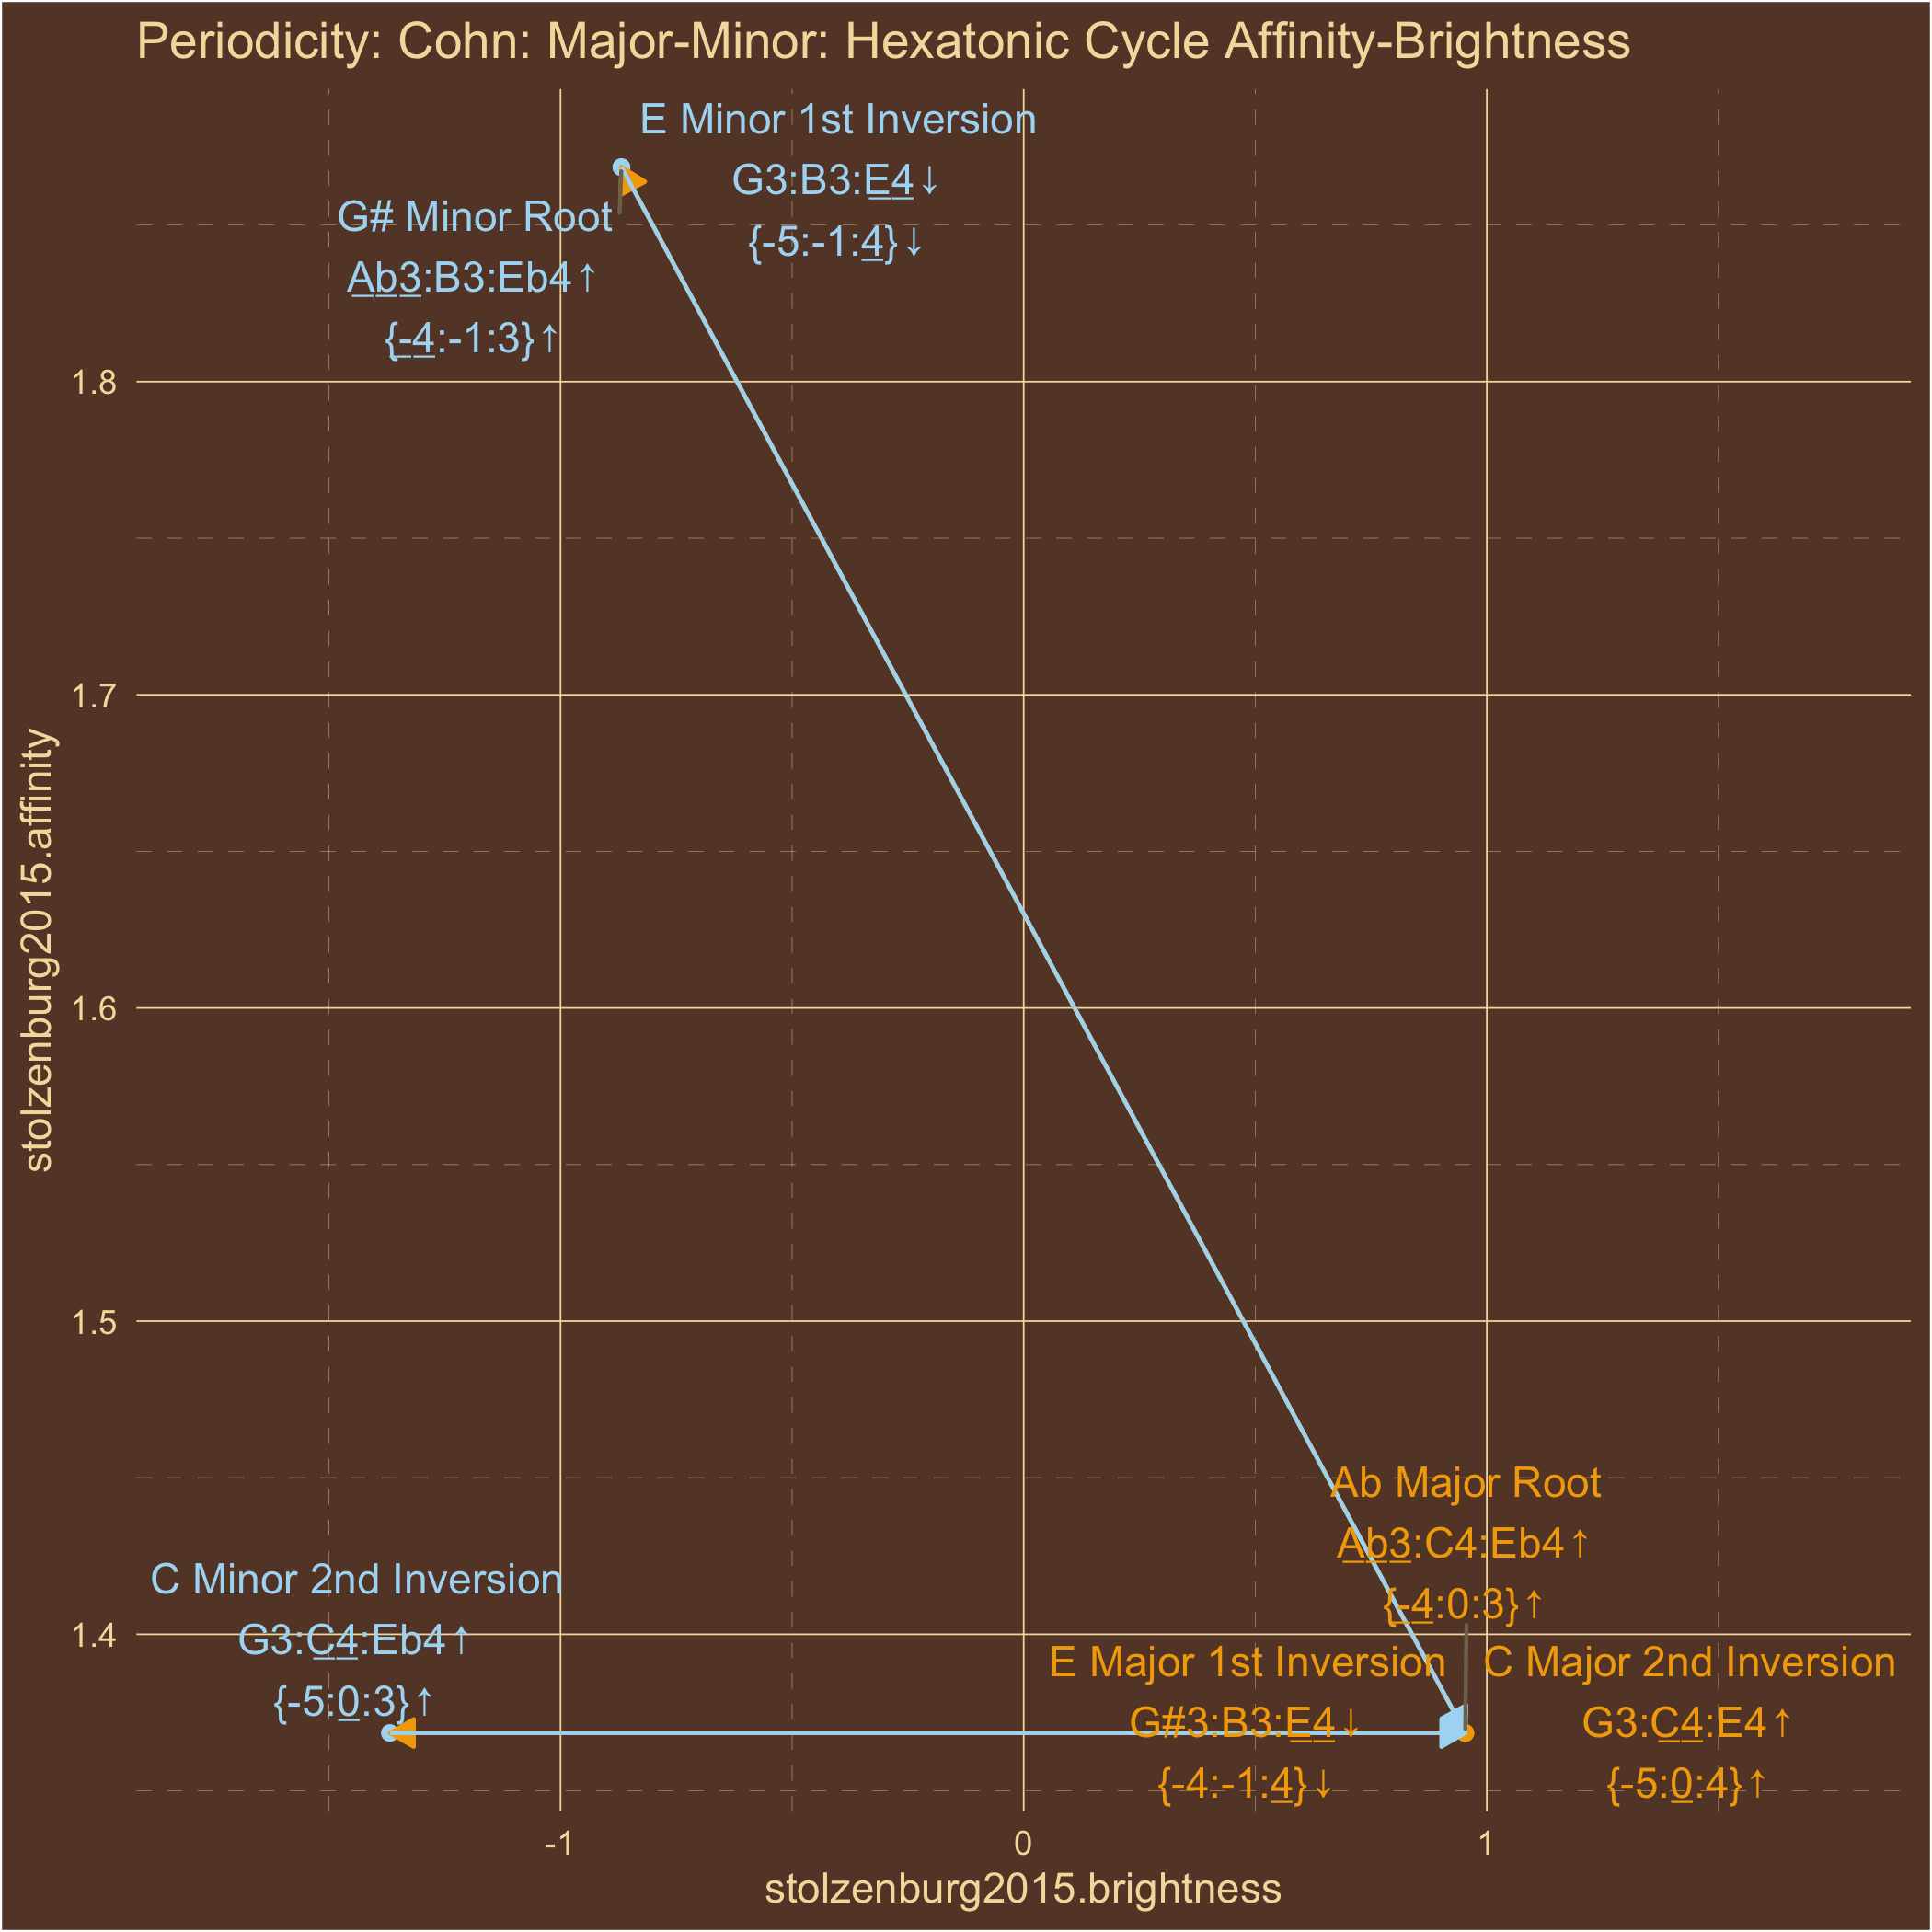 Periodicity: Cohn: Major-Minor: Hexatonic Cycle Affinity-Brightness
E Minor 1st Inversion
G3:B3:E4↓
{-5:-1:4}↓
G# Minor Root
Ab3:B3:Eb4↑
{-4:-1:3}↑
1.8
1.7
1.6
1.5
1.4
stolzenburg2015.affinity
Ab Major Root
Ab3:C4:Eb4↑
{-4:0:3}↑
C Minor 2nd Inversion
G3:C4:Eb4↑
{-5:0:3}↑
E Major 1st Inversion
G#3:B3:E4↓
{-4:-1:4}↓
C Major 2nd Inversion
G3:C4:E4↑
{-5:0:4}↑
-1
0
1
stolzenburg2015.brightness